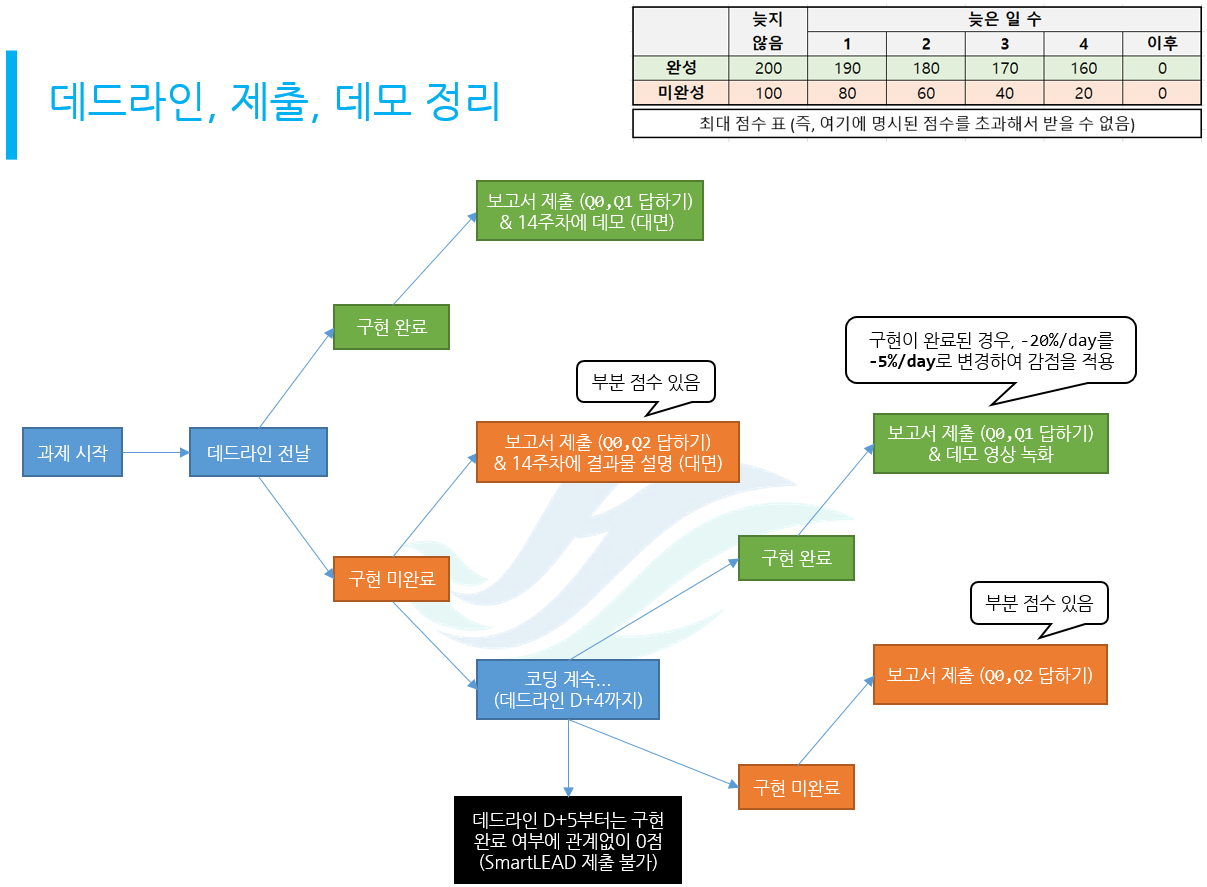 데드라인, 제출, 데모 정리
늦지
않음
늦은 일 수
1 2 3 4 이후
완성 200 190 180 170 160 0
미완성 100 80 60 40 20 0
최대 점수 표 (즉, 여기에 명시된 점수를 초과해서 받을 수 없음)
보고서 제출 (Q0,Q1 답하기)
& 14주차에 데모 (대면)
구현 완료
구현이 완료된 경우, -20%/day를
-5%/day로 변경하여 감점을 적용
부분 점수 있음
과제 시작
데드라인 전날
보고서 제출 (Q0,Q2 답하기)
& 14주차에 결과물 설명 (대면)
보고서 제출 (Q0,Q1 답하기)
& 데모 영상 녹화
구현 미완료
구현 완료
부분 점수 있음
코딩 계속...
(데드라인 D+4까지)
보고서 제출 (Q0,Q2 답하기)
구현 미완료
데드라인 D+5부터는 구현
완료 여부에 관계없이 0점
(SmartLEAD 제출 불가)